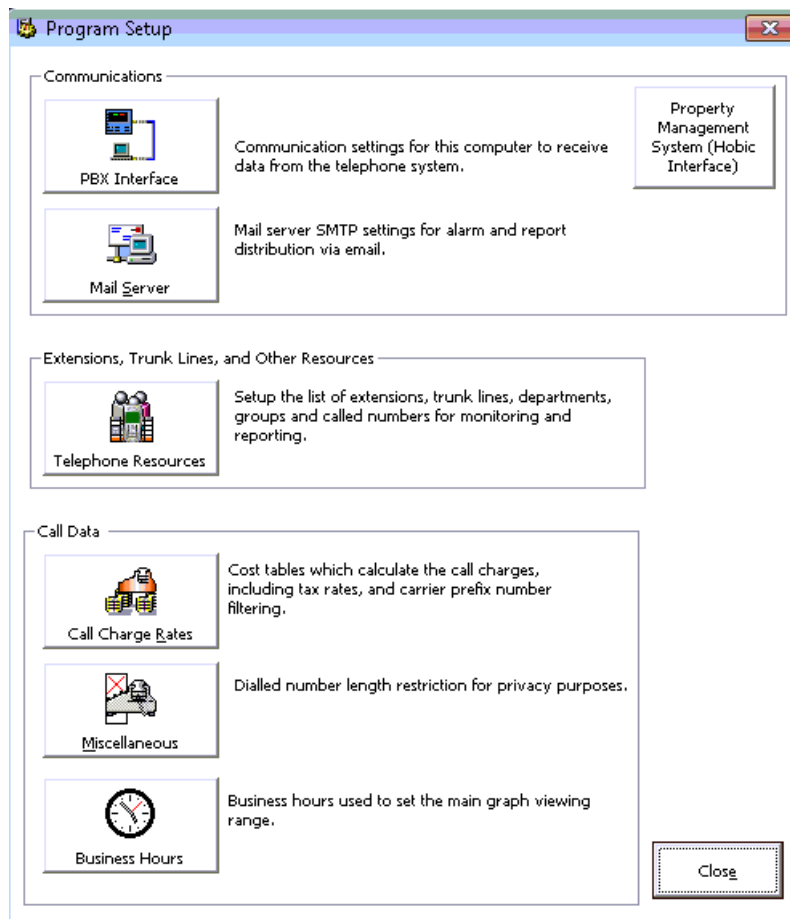 Program Setup
Communications
PBX Interface
Communication settings for this computer to receive
data from the telephone system.
Property
Management
System (Hobic
Interface)
Mail Server
Mail server SMTP settings for alarm and report
distribution via email.
Extensions, Trunk Lines, and Other Resources
Telephone Resources
Setup the list of extensions, trunk lines, departments,
groups and called numbers for monitoring and
reporting.
Call Data
Call Charge Rates
Cost tables which calculate the call charges,
including tax rates, and carrier prefix number
filtering.
Miscellaneous
Dialled number length restriction for privacy purposes.
Business Hours
Business hours used to set the main graph viewing
range.
Close